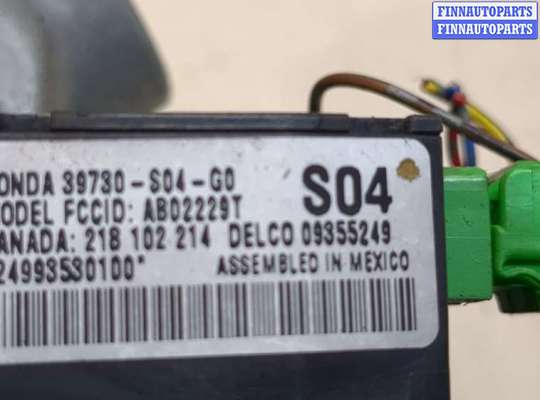 FINNAUTOPARTS
FINNAUTOPARTS
ONDA 39730-S04-G0
S04
ODEL FCCID: AB02229T
ANADA: 218 102 214 DELCO 09355249
24993530100"
ASSEMBLED IN MEXICO